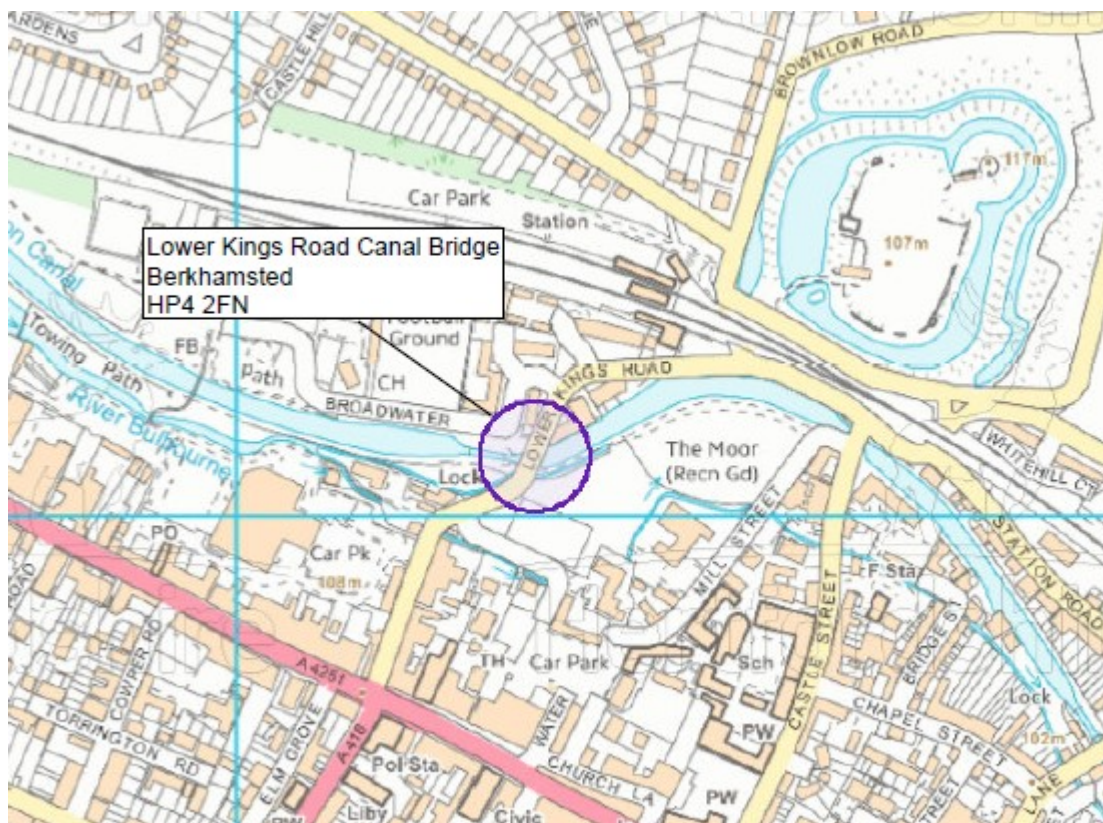 GARDENS
CASTLE HILL
BROWNLOW ROAD
117m
Car Park
Station
107m
Lower Kings Road Canal Bridge
Berkhamsted
HP4 2FN
Canal
Ground
FB
Towing Path
path
CH
BROADWATER
LOWER KINGS ROAD
River Bulbourne
The Moor
(Recn Gd)
Lock
WHITEHILL CT
STATION ROAD
PO
Car Pk
108m
MILL STREET
F Sta
ROAD
COWPER RD
A 4251
TH
P
Car Park
Sch
CASTLE STREET
BRIDGE ST
Lock
TORRINGTON RD
ELM GROVE
A 416
WATER
PW
CHAPEL STREET
102m
Pol Sta
CHURCH LA
STREET
LANE
Liby
Civic
PW